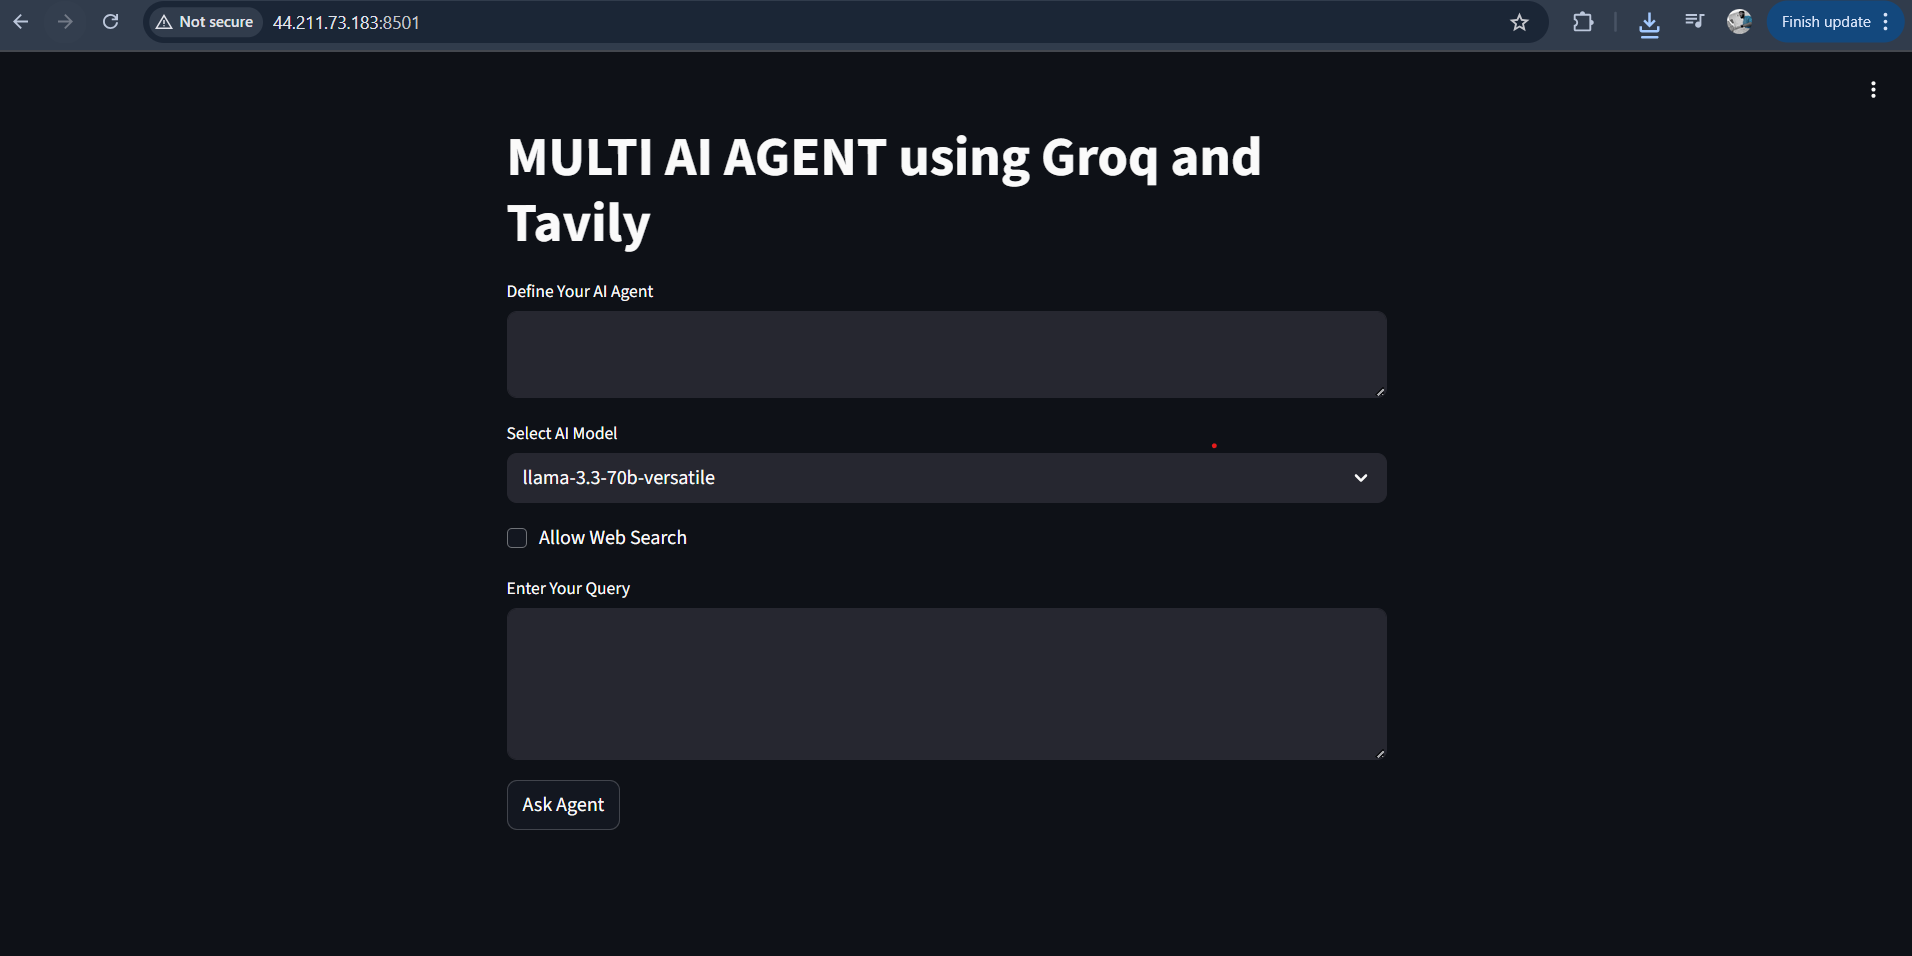 Not secure
44.211.73.183:8501
Finish update
MULTI AI AGENT using Groq and
Tavily
Define Your AI Agent
Select AI Model
llama-3.3-70b-versatile
Allow Web Search
Enter Your Query
Ask Agent